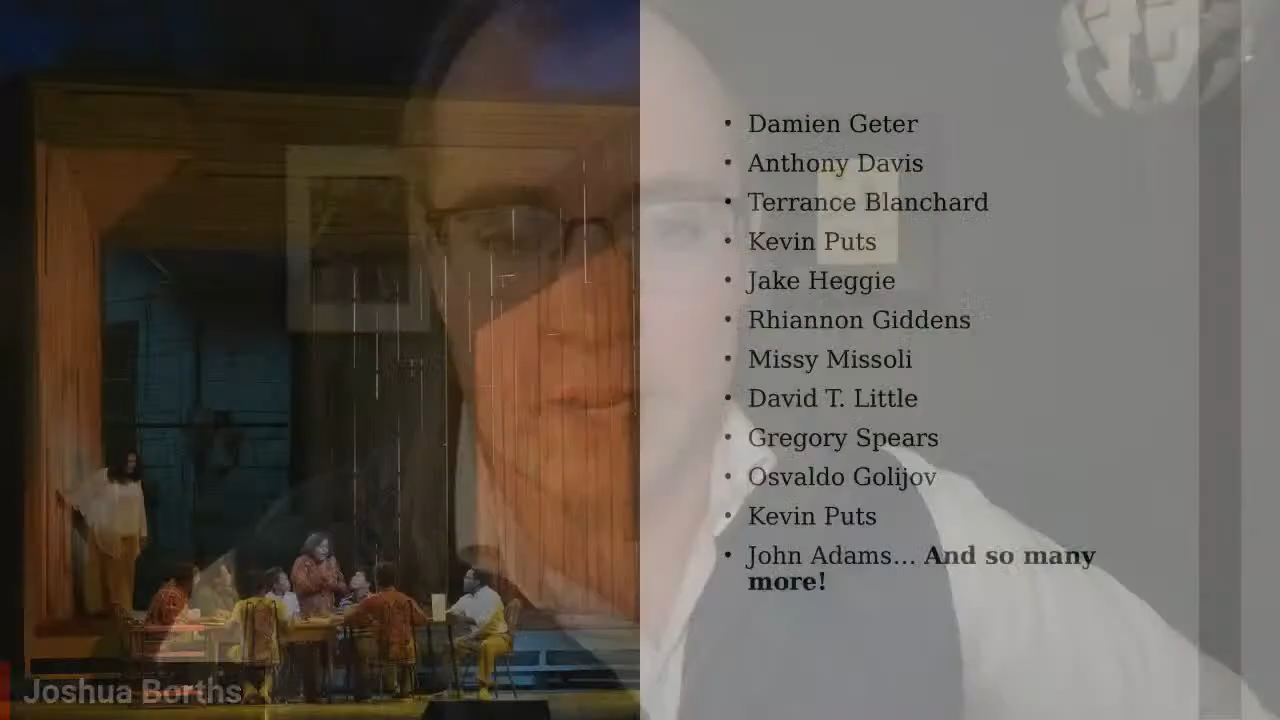 • Damien Geter
• Anthony Davis
• Terrance Blanchard
• Kevin Puts
• Jake Heggie
• Rhiannon Giddens
• Missy Missoli
• David T. Little
• Gregory Spears
• Osvaldo Golijov
• Kevin Puts
• John Adams... And so many
more!
Joshua Borths